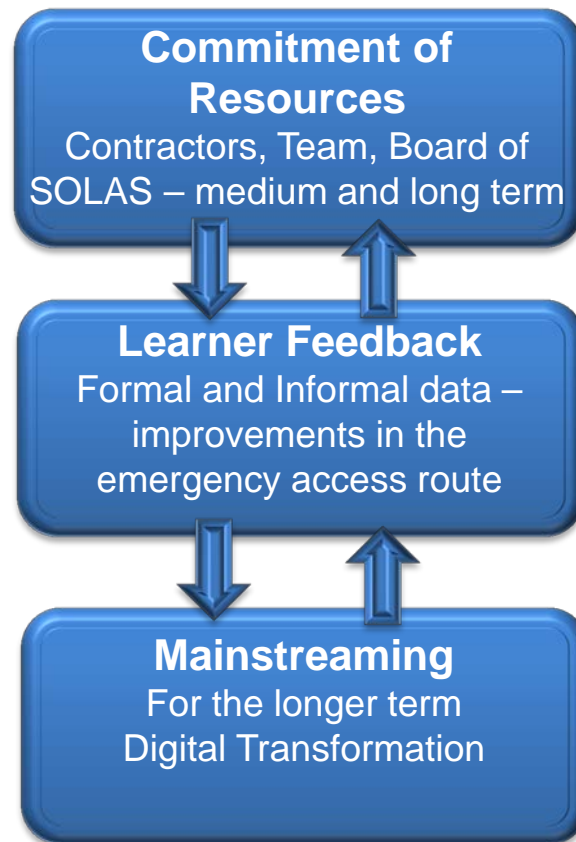 Commitment of
Resources
Contractors, Team, Board of
SOLAS – medium and long term
Learner Feedback
Formal and Informal data –
improvements in the
emergency access route
Mainstreaming
For the longer term
Digital Transformation